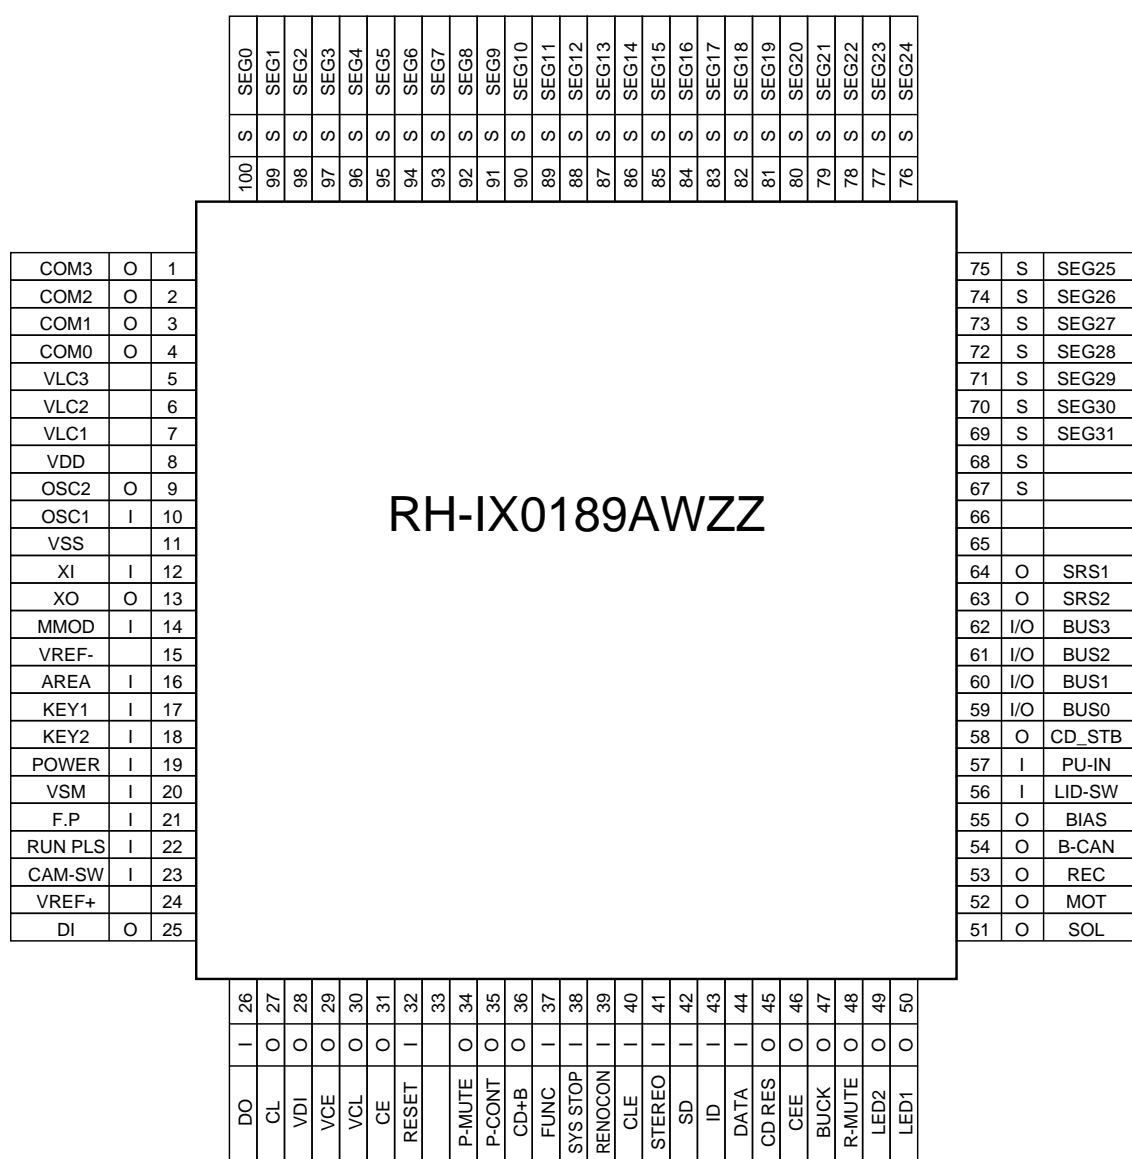 SEG0 SEG1 SEG2 SEG3 SEG4 SEG5 SEG6 SEG7 SEG8 SEG9 SEG10 SEG11 SEG12 SEG13 SEG14 SEG15 SEG16 SEG17 SEG18 SEG19 SEG20 SEG21 SEG22 SEG23 SEG24
S S S S S S S S S S S S S S S S S S S S S S S S S
100 99 98 97 96 95 94 93 92 91 90 89 88 87 86 85 84 83 82 81 80 79 78 77 76
COM3 O 1
COM2 O 2
COM1 O 3
COM0 O 4
VLC3 5
VLC2 6
VLC1 7
VDD 8
OSC2 O 9
OSC1 I 10
VSS 11
XI I 12
XO O 13
MMOD I 14
VREF- 15
AREA I 16
KEY1 I 17
KEY2 I 18
POWER I 19
VSM I 20
F.P I 21
RUN PLS I 22
CAM-SW I 23
VREF+ 24
DI O 25
RH-IX0189AWZZ
75 S SEG25
74 S SEG26
73 S SEG27
72 S SEG28
71 S SEG29
70 S SEG30
69 S SEG31
68 S
67 S
66
65
64 O SRS1
63 O SRS2
62 I/O BUS3
61 I/O BUS2
60 I/O BUS1
59 I/O BUS0
58 O CD_STB
57 I PU-IN
56 I LID-SW
55 O BIAS
54 O B-CAN
53 O REC
52 O MOT
51 O SOL
26 27 28 29 30 31 32 33 34 35 36 37 38 39 40 41 42 43 44 45 46 47 48 49 50
I O O O O O I O O O I I I I I I I I O O O O O O
DO CL VDI VCE VCL CE RESET P-MUTE P-CONT CD+B FUNC SYS STOP RENOCON CLE STEREO SD ID DATA CD RES CEE BUCK R-MUTE LED2 LED1